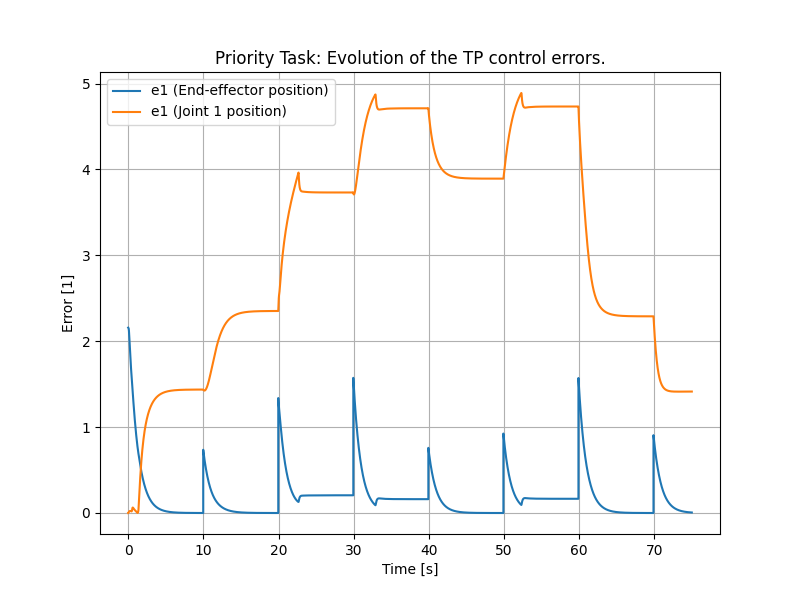 Priority Task: Evolution of the TP control errors.
e1 (End-effector position)
e1 (Joint 1 position)
5
4
3
2
1
0
Error [1]
0 10 20 30 40 50 60 70
Time [s]